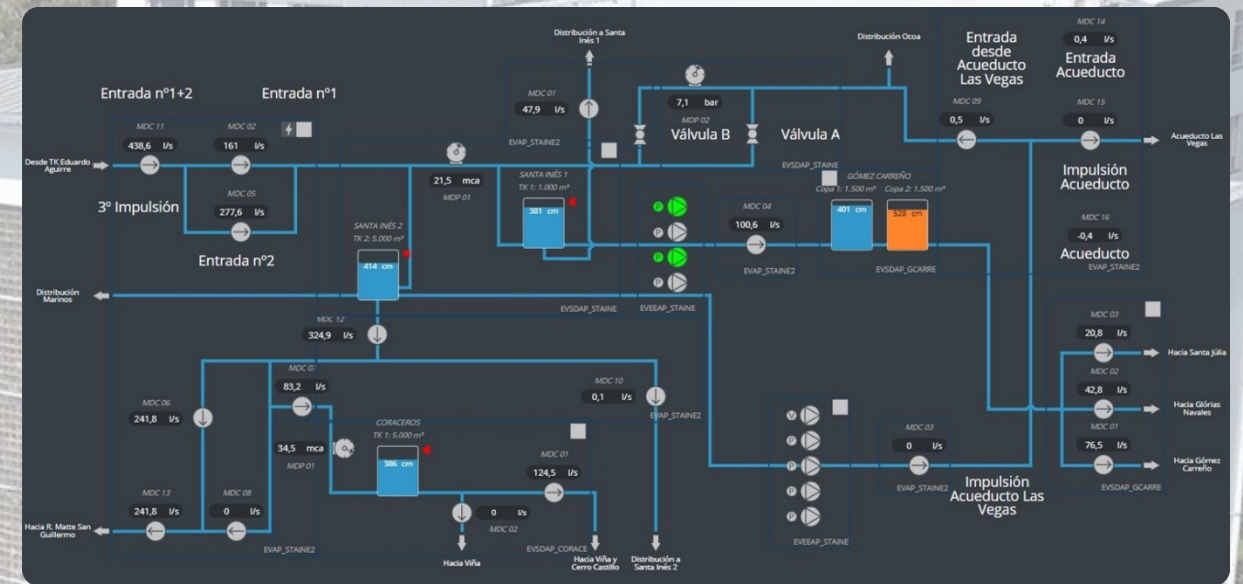 Distribución a Santa
Inés 1
Distribución Ocoa
MDC 14
0,4 l/s
Entrada
Acueducto
Entrada
desde
Acueducto
Las Vegas
MDC 09
0,5 l/s
MDC 15
0 l/s
Acueducto Las
Vegas
Impulsión
Acueducto
MDC 16
-0,4 l/s
Acueducto
EVAP_STAINE2
Entrada nº1+2
Entrada nº1
MDC 11
438,6 l/s
MDC 02
161 l/s
Desde TK Eduardo
Aguirre
MDC 05
277,6 l/s
3º Impulsión
Entrada nº2
MDC 01
47,9 l/s
EVAP_STAINE2
7,1 bar
MDP 02
Válvula B
Válvula A
EVSDAP_STAINE
21,5 mca
MDP 01
SANTA INÉS 1
TK 1: 1.000 m³
381 cm
SANTA INÉS 2
TK 2: 5.000 m³
414 cm
EVSDAP_STAINE
P
P
P
P
EVEEAP_STAINE
MDC 04
100,6 l/s
EVAP_STAINE2
GÓMEZ CARREÑO
Copa 1: 1.500 m³ Copa 2: 1.500 m³
401 cm
528 cm
EVSDAP_GCARRE
Distribución
Marinos
MDC 12
324,9 l/s
MDC 07
83,2 l/s
MDC 06
241,8 l/s
MDC 10
0,1 l/s
EVAP_STAINE2
34,5 mca
MDP 01
CORACEROS
TK 1: 5.000 m³
386 cm
MDC 01
124,5 l/s
0 l/s
MDC 02
EVSDAP_CORACE
MDC 13
241,8 l/s
MDC 08
0 l/s
Hacia R. Matte San
Guillermo
EVAP_STAINE2
Hacia Viña
Hacia Viña y
Cerro Castillo
Distribución a
Santa Inés 2
V
P
P
P
P
EVEEAP_STAINE
MDC 03
0 l/s
EVAP_STAINE2
Impulsión
Acueducto Las
Vegas
MDC 03
20,8 l/s
Hacia Santa Júlia
MDC 02
42,8 l/s
Hacia Glórias
Navales
MDC 01
76,5 l/s
Hacia Gómez
Carreño
EVSDAP_GCARRE